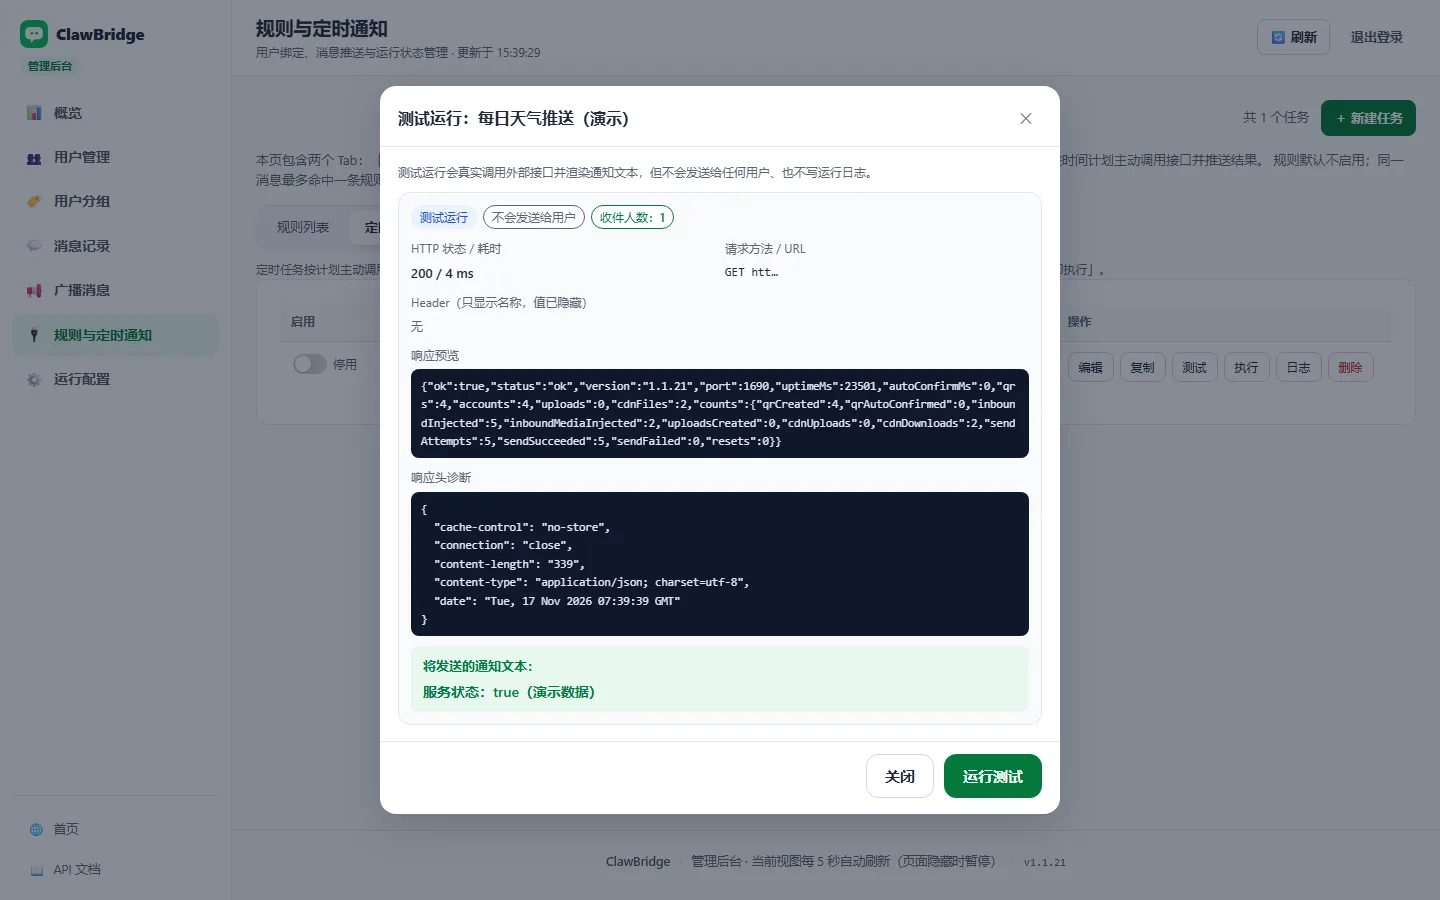 ClawBridge
管理后台
概览
用户管理
用户分组
消息记录
广播消息
规则与定时通知
运行配置
首页
API 文档
规则与定时通知
用户绑定、消息推送与运行状态管理 · 更新于 15:39:29
刷新
退出登录
共 1 个任务
+ 新建任务
本页包含两个 Tab：
时间计划主动调用接口并推送结果。 规则默认不启用；同一
消息最多命中一条规则
规则列表
定时任务按计划主动调用
执行」。
启用
操作
停用
编辑
复制
测试
执行
日志
删除
测试运行：每日天气推送（演示）
测试运行会真实调用外部接口并渲染通知文本，但不会发送给任何用户、也不写运行日志。
测试运行
不会发送给用户
收件人数：1
HTTP 状态 / 耗时
200 / 4 ms
请求方法 / URL
GET htt…
Header（只显示名称，值已隐藏）
无
响应预览
{"ok":true,"status":"ok","version":"1.1.21","port":1690,"uptimeMs":23501,"autoConfirmMs":0,"qr
s":4,"accounts":4,"uploads":0,"cdnFiles":2,"counts":{"qrCreated":4,"qrAutoConfirmed":0,"inboun
dInjected":5,"inboundMediaInjected":2,"uploadsCreated":0,"cdnUploads":0,"cdnDownloads":2,"send
Attempts":5,"sendSucceeded":5,"sendFailed":0,"resets":0}}
响应头诊断
{
"cache-control": "no-store",
"connection": "close",
"content-length": "339",
"content-type": "application/json; charset=utf-8",
"date": "Tue, 17 Nov 2026 07:39:39 GMT"
}
将发送的通知文本：
服务状态：true（演示数据）
关闭
运行测试
ClawBridge · 管理后台 · 当前视图每 5 秒自动刷新（页面隐藏时暂停） · v1.1.21